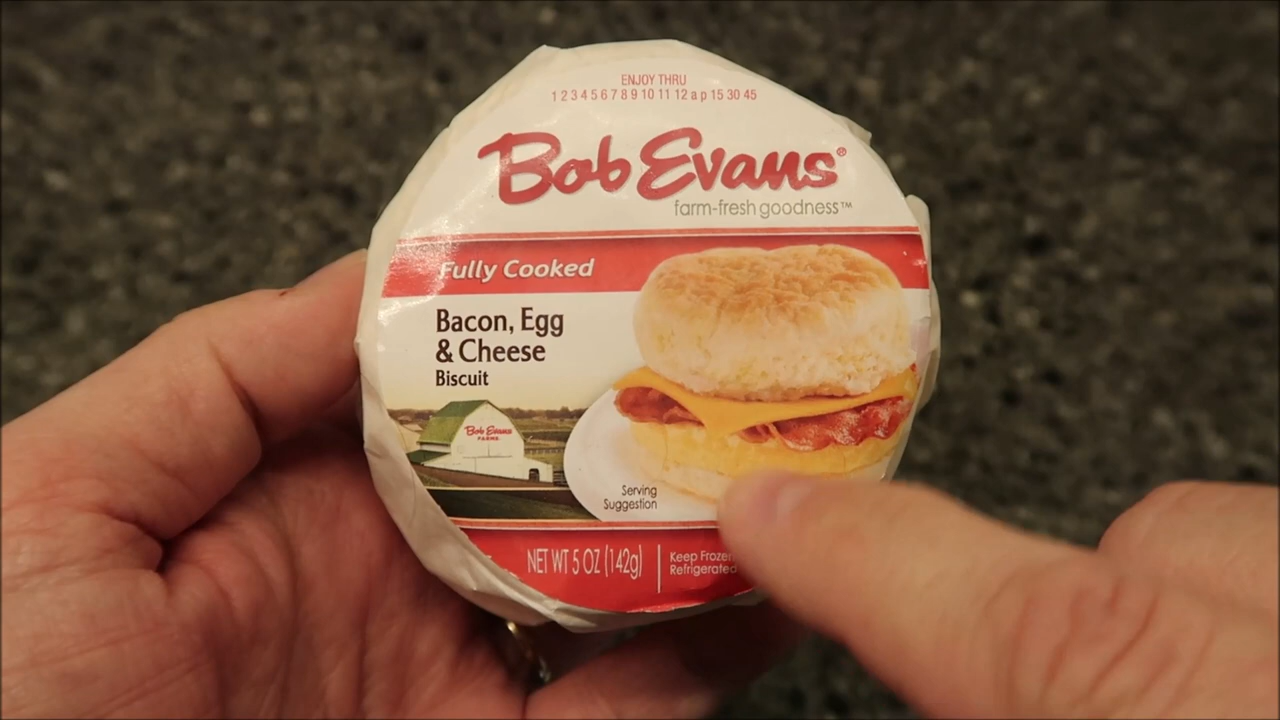 ENJOY THRU
1 2 3 4 5 6 7 8 9 10 11 12 a p 15 30 45
Bob Evans®
farm-fresh goodness™
Fully Cooked
Bacon, Egg
& Cheese
Biscuit
Bob Evans
FARMS
Serving
Suggestion
NET WT 5 OZ (142g)
Keep Frozen
Refrigerated